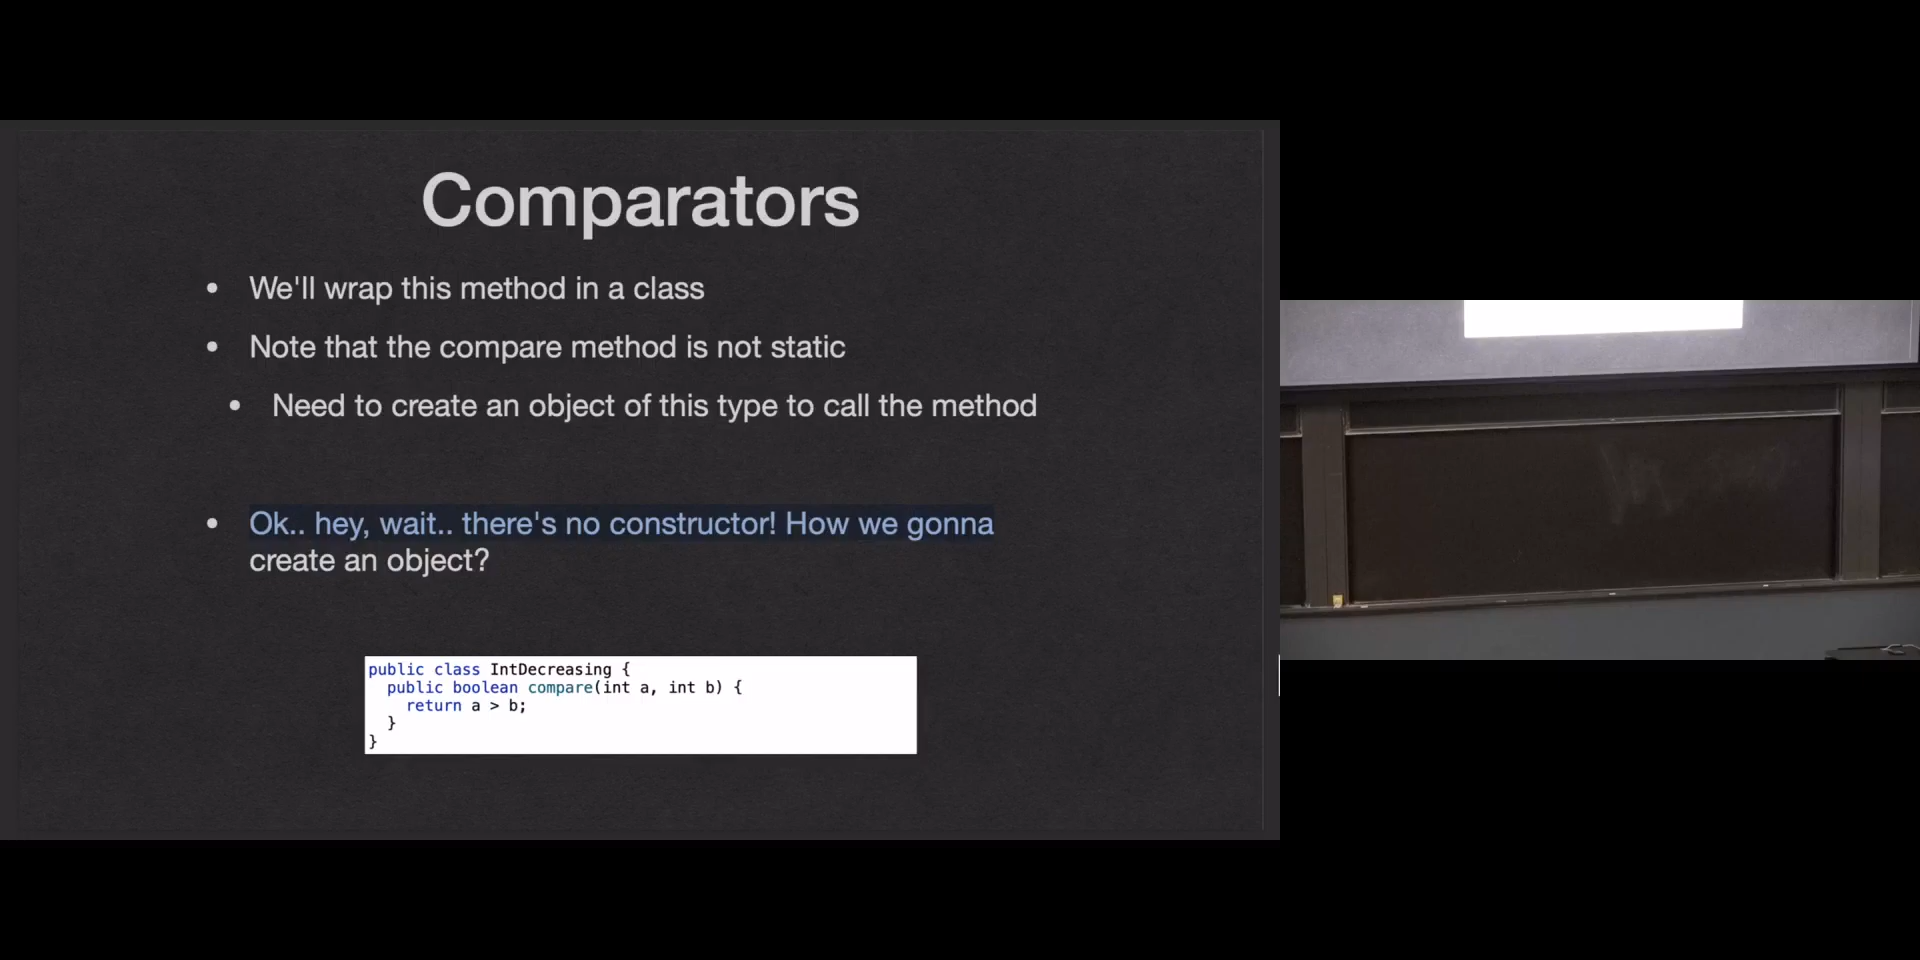 Comparators
• We'll wrap this method in a class
• Note that the compare method is not static
• Need to create an object of this type to call the method
• Ok.. hey, wait.. there's no constructor! How we gonna
create an object?
public class IntDecreasing {
  public boolean compare(int a, int b) {
    return a > b;
  }
}